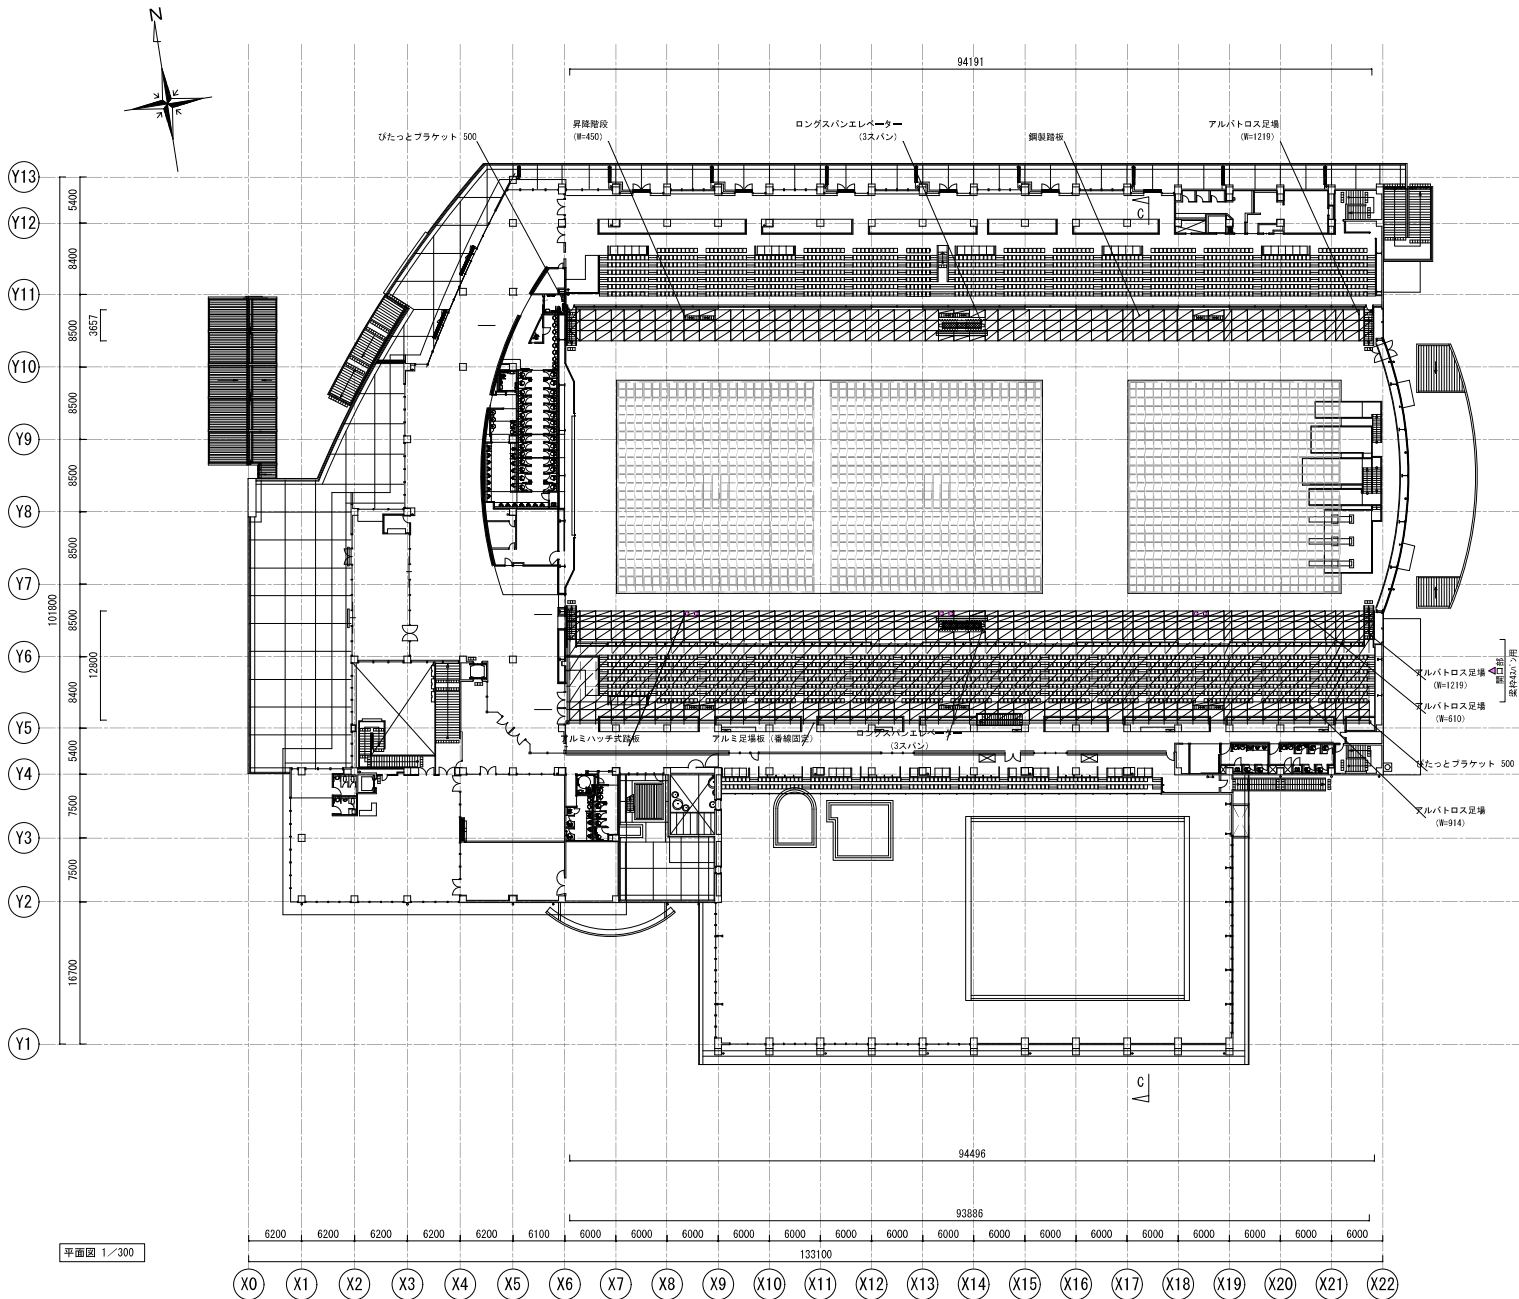 N
94191
ぴたっとブラケット 500
昇降階段
(W=450)
ロングスパンエレベーター
(3スパン)
鋼製踏板
アルバトロス足場
(W=1219)
Y13
Y12
Y11
Y10
Y9
Y8
Y7
Y6
Y5
Y4
Y3
Y2
Y1
5400
8400
8500
8500
8500
8500
8500
8400
5400
7500
7500
16700
101800
3657
12800
C
アルミハッチ式踏板
アルミ足場板（番線固定）
ロングスパンエレベーター
(3スパン)
開口部
梁枠4スパン用
アルバトロス足場
(W=1219)
アルバトロス足場
(W=610)
ぴたっとブラケット 500
アルバトロス足場
(W=914)
C
94496
93886
6200 6200 6200 6200 6200 6100 6000 6000 6000 6000 6000 6000 6000 6000 6000 6000 6000 6000 6000 6000 6000 6000
133100
平面図 1／300
X0 X1 X2 X3 X4 X5 X6 X7 X8 X9 X10 X11 X12 X13 X14 X15 X16 X17 X18 X19 X20 X21 X22